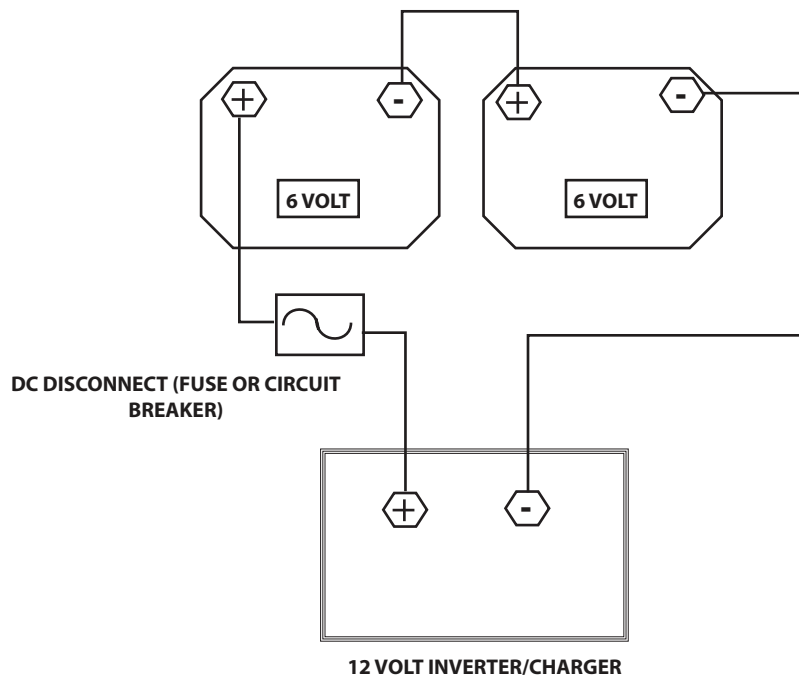 +
-
+
-
6 VOLT
6 VOLT
DC DISCONNECT (FUSE OR CIRCUIT
BREAKER)
+
-
12 VOLT INVERTER/CHARGER